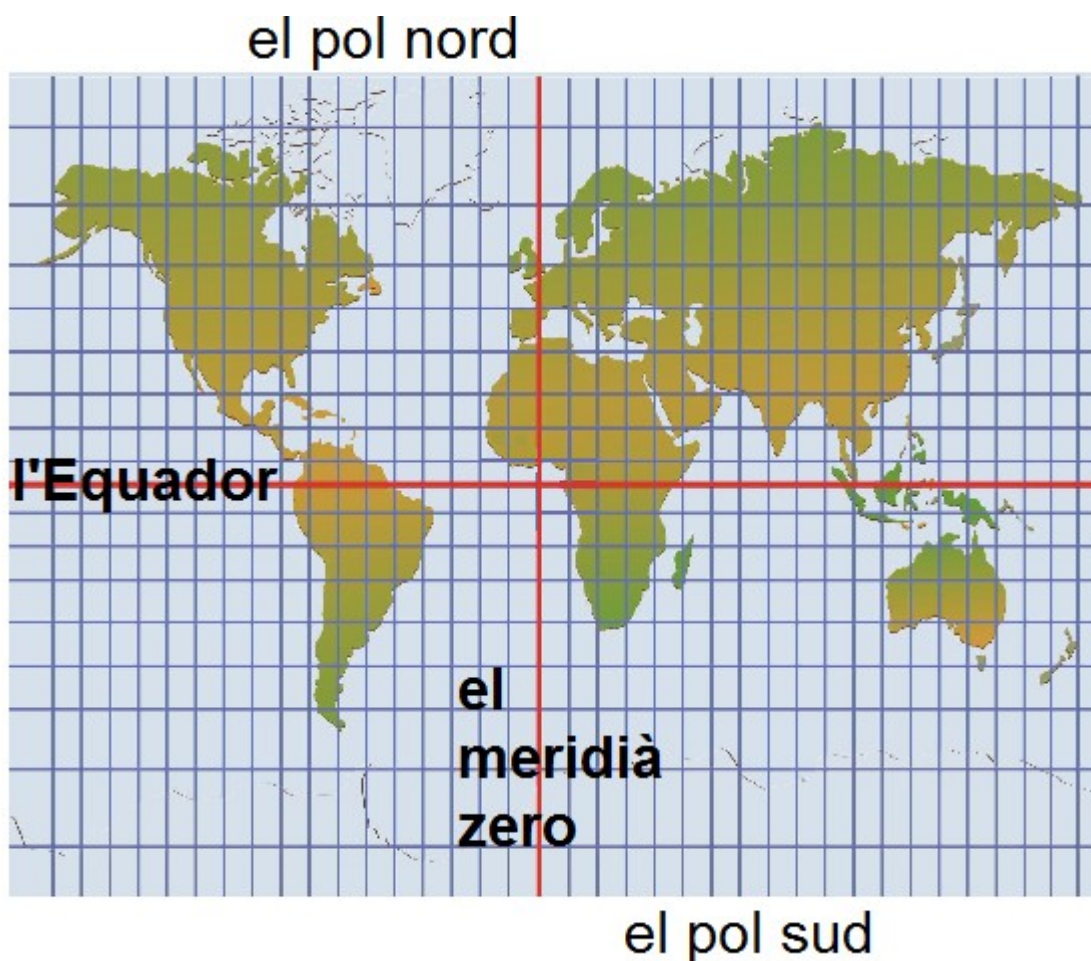 el pol nord
l'Equador
el
meridià
zero
el pol sud